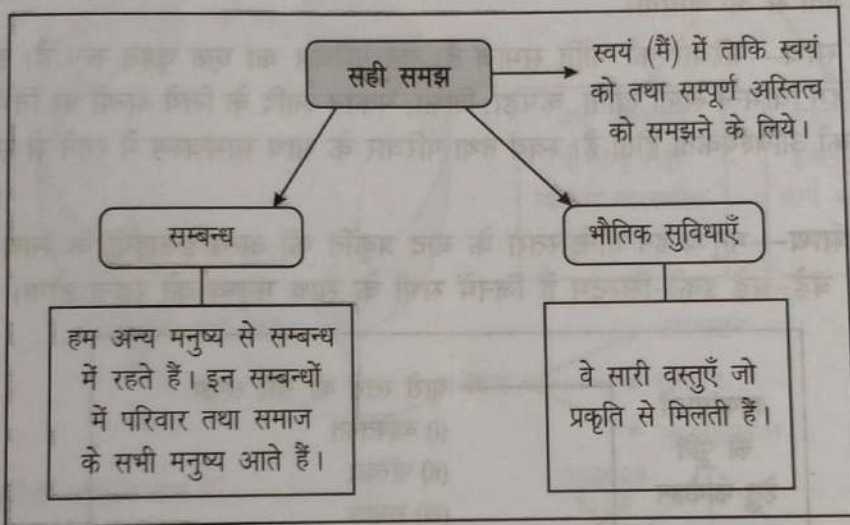 सही समझ
स्वयं (मैं) में ताकि स्वयं
को तथा सम्पूर्ण अस्तित्व
को समझने के लिये।
सम्बन्ध
भौतिक सुविधाएँ
हम अन्य मनुष्य से सम्बन्ध
में रहते हैं। इन सम्बन्धों
में परिवार तथा समाज
के सभी मनुष्य आते हैं।
वे सारी वस्तुएँ जो
प्रकृति से मिलती हैं।